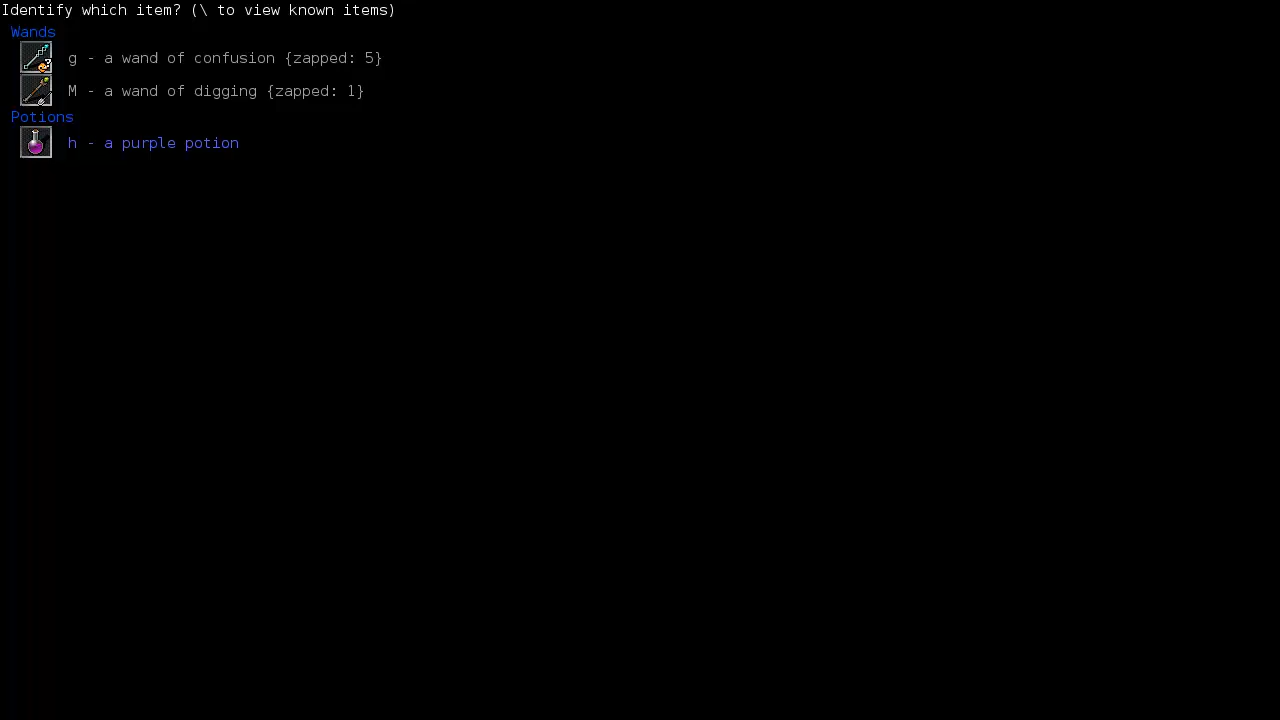 Identify which item? (\ to view known items)
Wands
g - a wand of confusion {zapped: 5}
M - a wand of digging {zapped: 1}
Potions
h - a purple potion